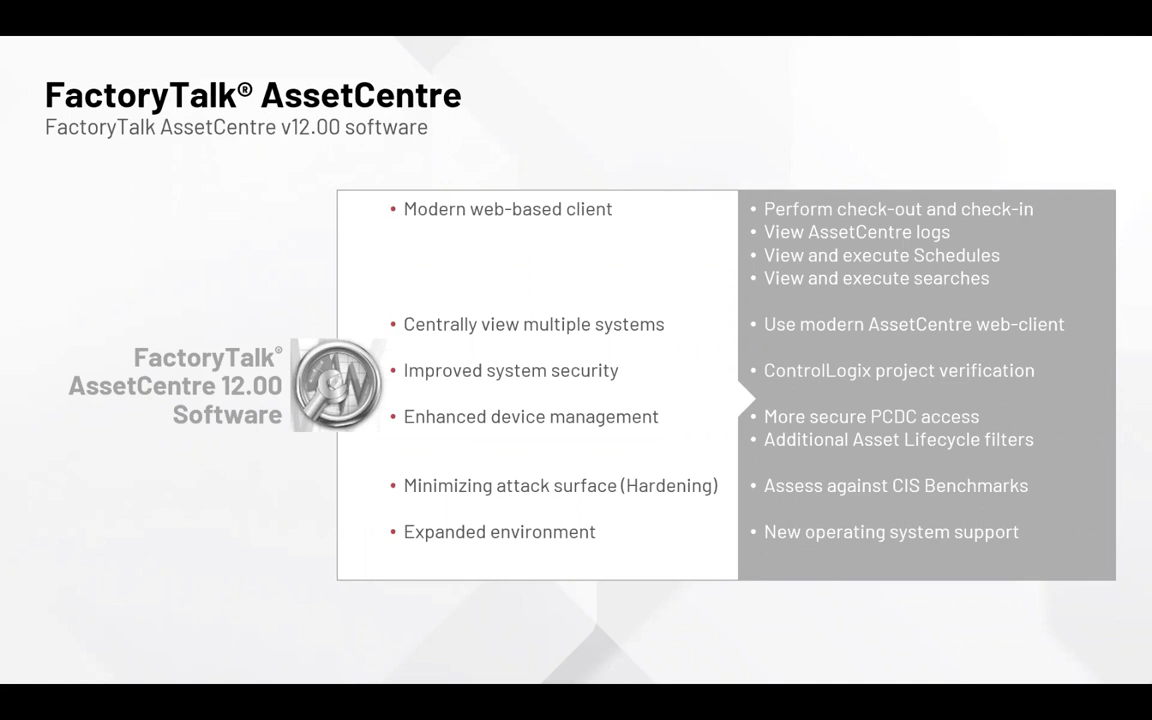 FactoryTalk® AssetCentre
FactoryTalk AssetCentre v12.00 software
FactoryTalk®
AssetCentre 12.00
Software
• Modern web-based client
• Perform check-out and check-in
• View AssetCentre logs
• View and execute Schedules
• View and execute searches
• Centrally view multiple systems
• Use modern AssetCentre web-client
• Improved system security
• ControlLogix project verification
• Enhanced device management
• More secure PCDC access
• Additional Asset Lifecycle filters
• Minimizing attack surface (Hardening)
• Assess against CIS Benchmarks
• Expanded environment
• New operating system support